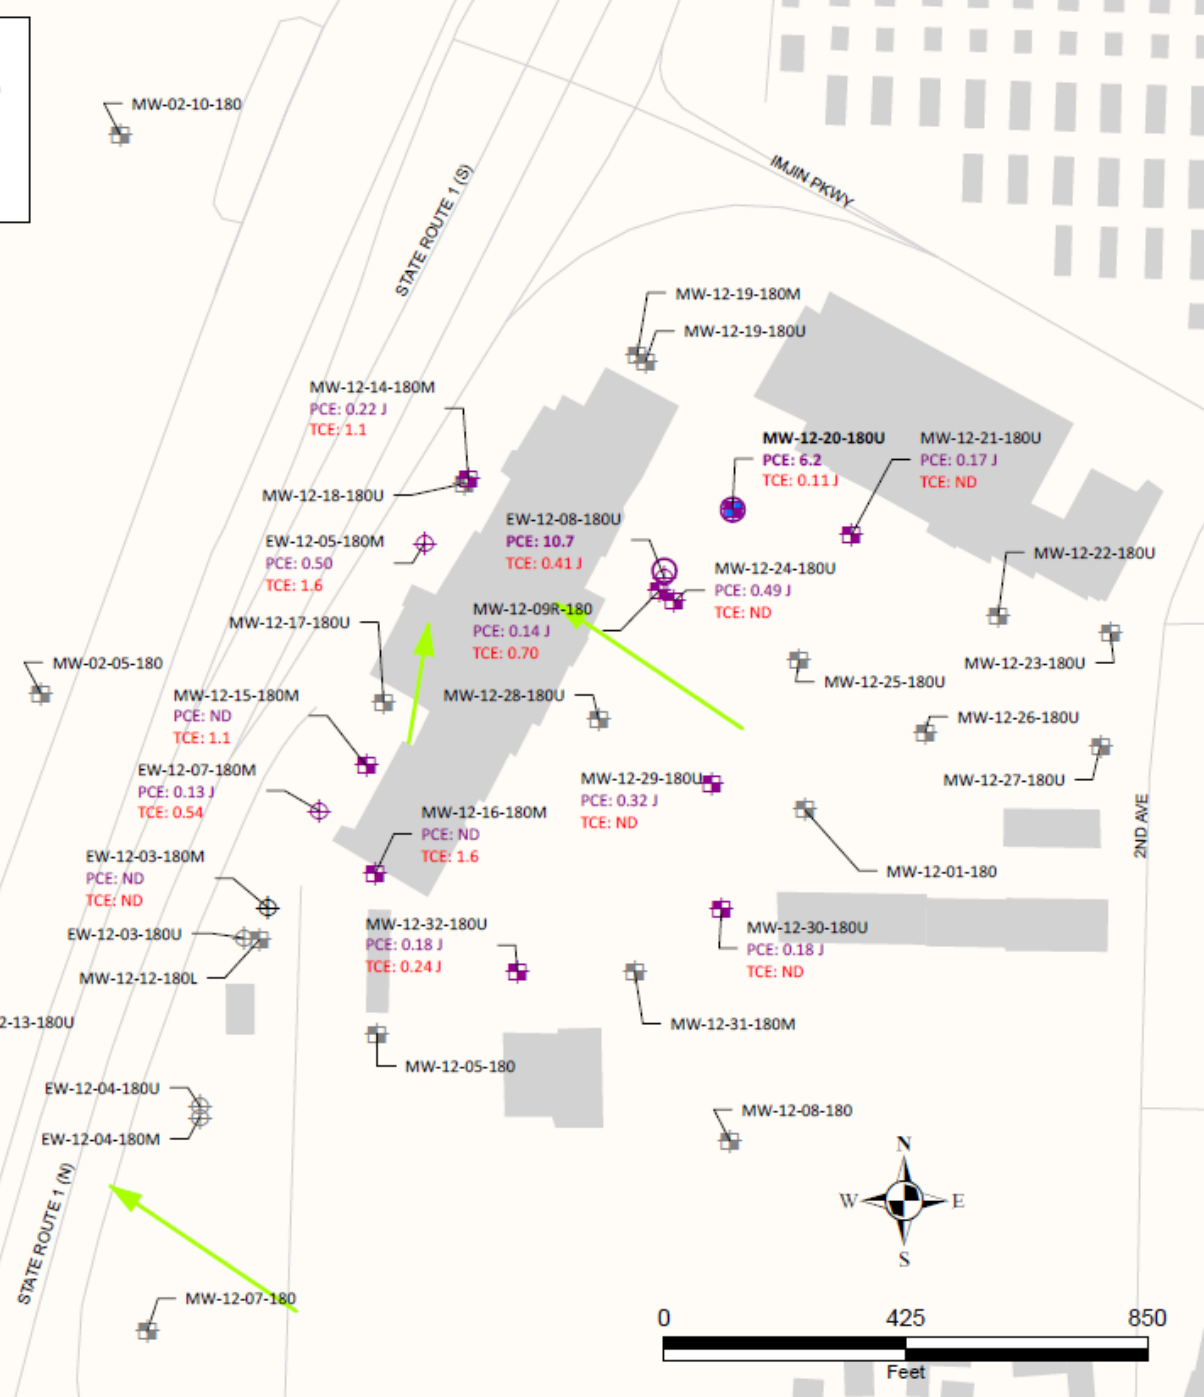 MW-02-10-180
STATE ROUTE 1 (S)
IMJIN PKWY
MW-12-19-180M
MW-12-19-180U
MW-12-14-180M
PCE: 0.22 J
TCE: 1.1
MW-12-20-180U
PCE: 6.2
TCE: 0.11 J
MW-12-21-180U
PCE: 0.17 J
TCE: ND
MW-12-18-180U
EW-12-05-180M
PCE: 0.50
TCE: 1.6
EW-12-08-180U
PCE: 10.7
TCE: 0.41 J
MW-12-24-180U
PCE: 0.49 J
TCE: ND
MW-12-22-180U
MW-12-09R-180
PCE: 0.14 J
TCE: 0.70
MW-12-17-180U
MW-12-23-180U
MW-02-05-180
MW-12-25-180U
MW-12-15-180M
PCE: ND
TCE: 1.1
MW-12-28-180U
MW-12-26-180U
EW-12-07-180M
PCE: 0.13 J
TCE: 0.54
MW-12-29-180U
PCE: 0.32 J
TCE: ND
MW-12-27-180U
MW-12-16-180M
PCE: ND
TCE: 1.6
2ND AVE
EW-12-03-180M
PCE: ND
TCE: ND
MW-12-01-180
EW-12-03-180U
MW-12-32-180U
PCE: 0.18 J
TCE: 0.24 J
MW-12-30-180U
PCE: 0.18 J
TCE: ND
MW-12-12-180L
2-13-180U
MW-12-31-180M
MW-12-05-180
EW-12-04-180U
EW-12-04-180M
MW-12-08-180
STATE ROUTE 1 (N)
N
W
E
S
MW-12-07-180
0
425
850
Feet